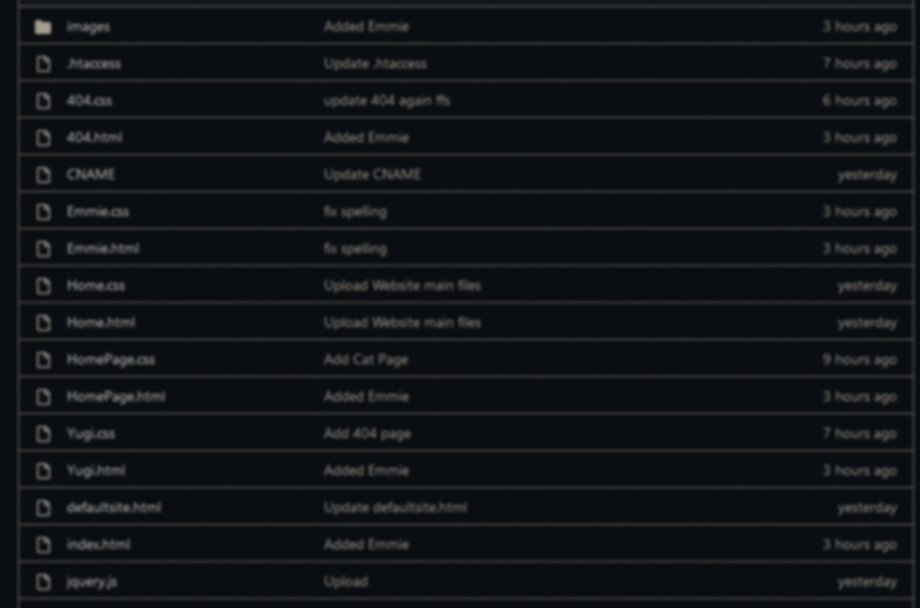 images Added Emmie 3 hours ago
.htaccess Update .htaccess 7 hours ago
404.css update 404 again ffs 6 hours ago
404.html Added Emmie 3 hours ago
CNAME Update CNAME yesterday
Emmie.css fix spelling 3 hours ago
Emmie.html fix spelling 3 hours ago
Home.css Upload Website main files yesterday
Home.html Upload Website main files yesterday
HomePage.css Add Cat Page 9 hours ago
HomePage.html Added Emmie 3 hours ago
Yugi.css Add 404 page 7 hours ago
Yugi.html Added Emmie 3 hours ago
defaultsite.html Update defaultsite.html yesterday
index.html Added Emmie 3 hours ago
jquery.js Upload yesterday